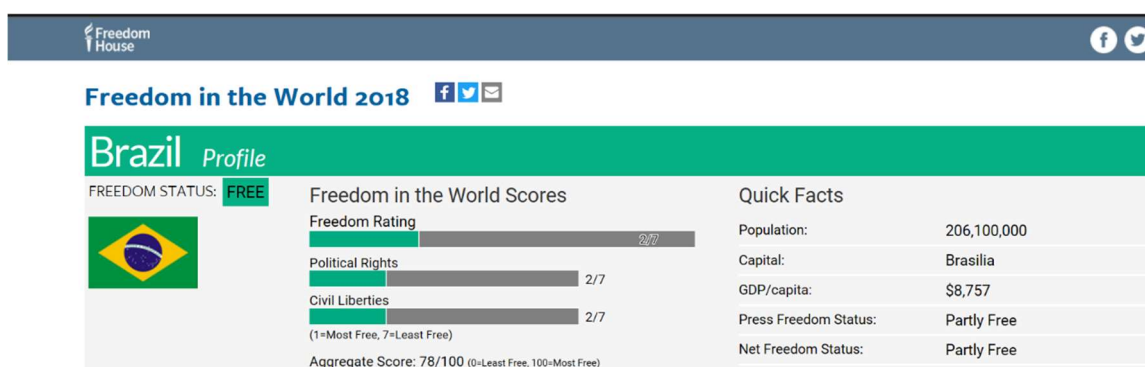 Freedom
House
Freedom in the World 2018
Brazil Profile
FREEDOM STATUS: FREE
Freedom in the World Scores
Freedom Rating
2/7
Political Rights
2/7
Civil Liberties
2/7
(1=Most Free, 7=Least Free)
Aggregate Score: 78/100 (0=Least Free, 100=Most Free)
Quick Facts
Population: 206,100,000
Capital: Brasilia
GDP/capita: $8,757
Press Freedom Status: Partly Free
Net Freedom Status: Partly Free